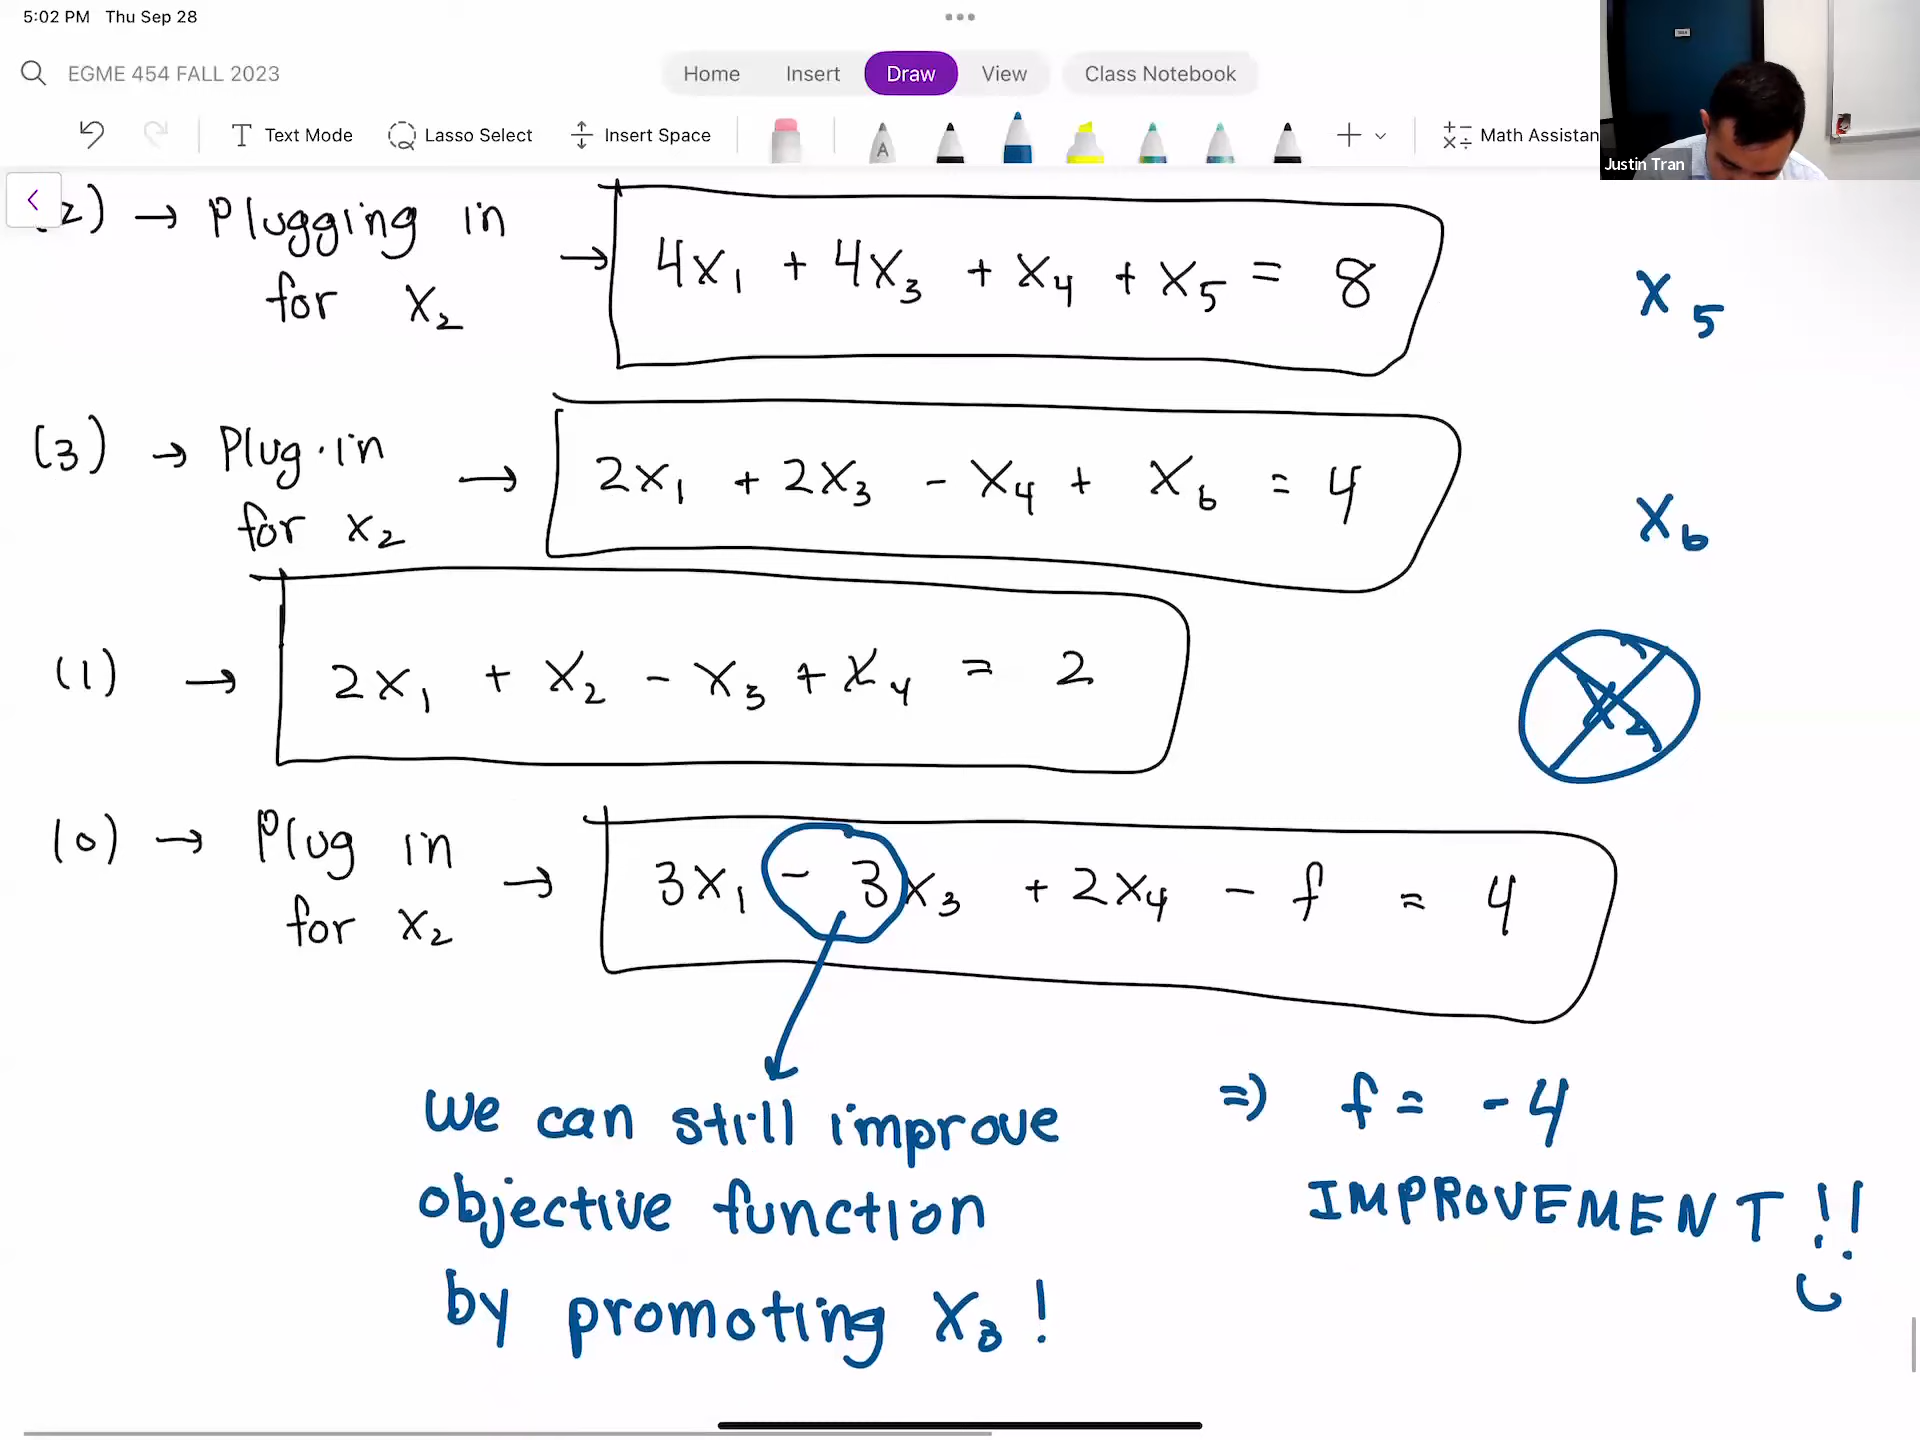 5:02 PM Thu Sep 28
EGME 454 FALL 2023
Home Insert Draw View Class Notebook
Text Mode Lasso Select Insert Space A Math Assistan
Justin Tran
2) → Plugging in for x₂ → 4x₁ + 4x₃ + x₄ + x₅ = 8 x₅
(3) → Plug·in for x₂ → 2x₁ + 2x₃ - x₄ + x₆ = 4 x₆
(1) → 2x₁ + x₂ - x₃ + x₄ = 2 x₂
(0) → Plug in for x₂ → 3x₁ - 3x₃ + 2x₄ - f = 4
we can still improve
objective function
by promoting x₃ !
=) f = -4
IMPROVEMENT !!